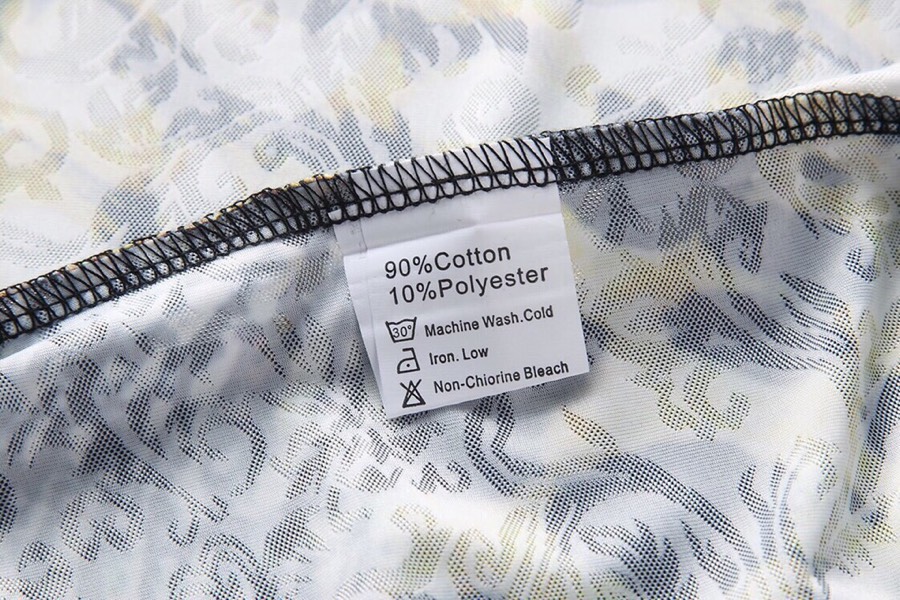 90%Cotton
10%Polyester
30° Machine Wash.Cold
Iron. Low
Non-Chiorine Bleach